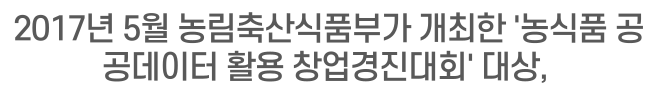 2017년 5월 농림축산식품부가 개최한 '농식품 공
공데이터 활용 창업경진대회' 대상,